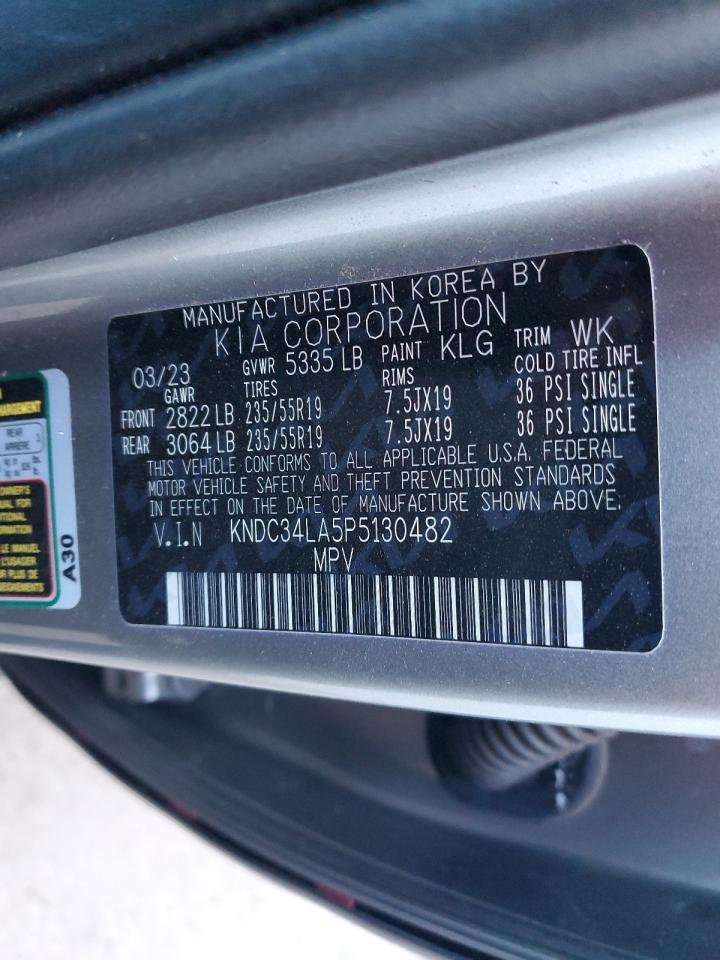 MANUFACTURED IN KOREA BY
KIA CORPORATION
03/23 GVWR 5335 LB PAINT KLG TRIM WK
GAWR TIRES RIMS COLD TIRE INFL
FRONT 2822 LB 235/55R19 7.5JX19 36 PSI SINGLE
REAR 3064 LB 235/55R19 7.5JX19 36 PSI SINGLE
THIS VEHICLE CONFORMS TO ALL APPLICABLE U.S.A. FEDERAL
MOTOR VEHICLE SAFETY AND THEFT PREVENTION STANDARDS
IN EFFECT ON THE DATE OF MANUFACTURE SHOWN ABOVE.
V.I.N KNDC34LA5P5130482
MPV
REAR
ARRIERE
A30